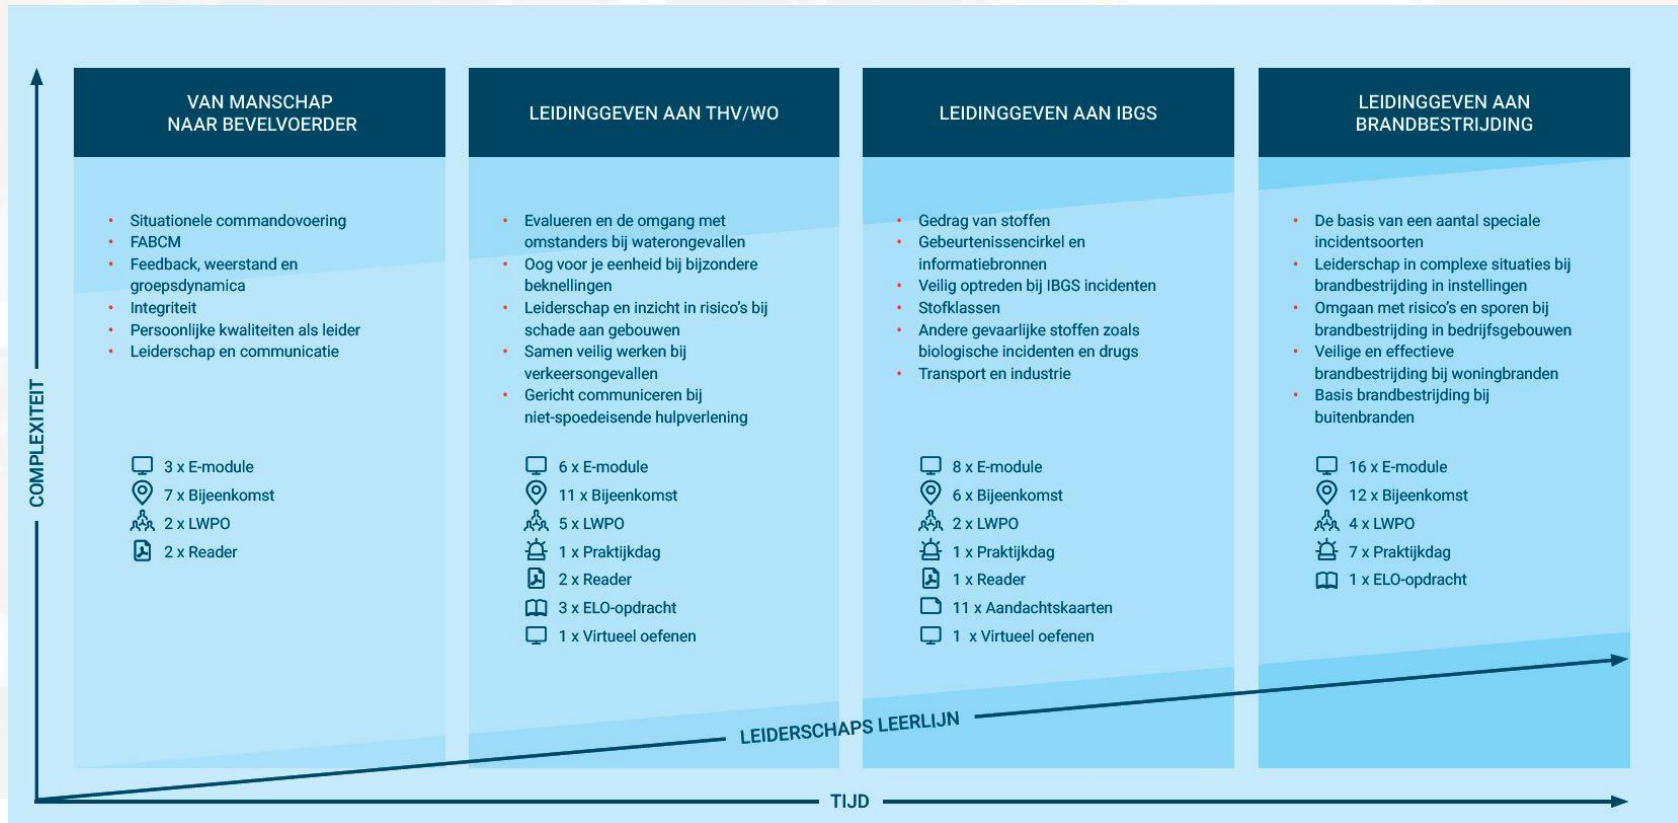 COMPLEXITEIT
VAN MANSCHAP
NAAR BEVELVOERDER
• Situationele commandovoering
• FABCM
• Feedback, weerstand en
groepsdynamica
• Integriteit
• Persoonlijke kwaliteiten als leider
• Leiderschap en communicatie
3 x E-module
7 x Bijeenkomst
2 x LWPO
2 x Reader
LEIDINGGEVEN AAN THV/WO
• Evalueren en de omgang met
omstanders bij waterongevallen
• Oog voor je eenheid bij bijzondere
beknellingen
• Leiderschap en inzicht in risico's bij
schade aan gebouwen
• Samen veilig werken bij
verkeersongevallen
• Gericht communiceren bij
niet-spoedeisende hulpverlening
6 x E-module
11 x Bijeenkomst
5 x LWPO
1 x Praktijkdag
2 x Reader
3 x ELO-opdracht
1 x Virtueel oefenen
LEIDINGGEVEN AAN IBGS
• Gedrag van stoffen
• Gebeurtenissencirkel en
informatiebronnen
• Veilig optreden bij IBGS incidenten
• Stofklassen
• Andere gevaarlijke stoffen zoals
biologische incidenten en drugs
• Transport en industrie
8 x E-module
6 x Bijeenkomst
2 x LWPO
1 x Praktijkdag
1 x Reader
11 x Aandachtskaarten
1 x Virtueel oefenen
LEIDINGGEVEN AAN
BRANDBESTRIJDING
• De basis van een aantal speciale
incidentsoorten
• Leiderschap in complexe situaties bij
brandbestrijding in instellingen
• Omgaan met risico's en sporen bij
brandbestrijding in bedrijfsgebouwen
• Veilige en effectieve
brandbestrijding bij woningbranden
• Basis brandbestrijding bij
buitenbranden
16 x E-module
12 x Bijeenkomst
4 x LWPO
7 x Praktijkdag
1 x ELO-opdracht
LEIDERSCHAPS LEERLIJN
TIJD